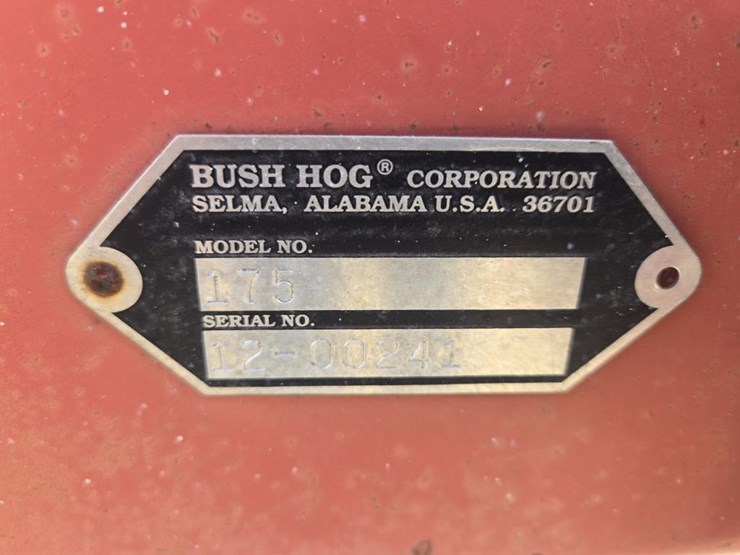 BUSH HOG® CORPORATION
SELMA, ALABAMA U.S.A. 36701
MODEL NO.
175
SERIAL NO.
12-00241